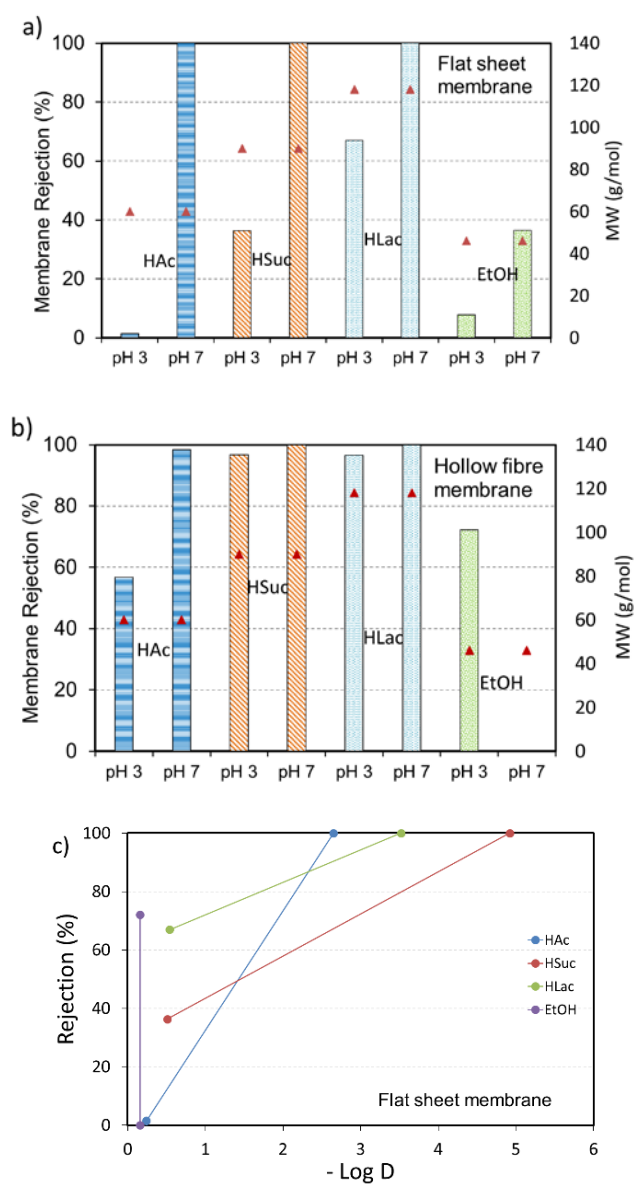 a)
Flat sheet
membrane
Membrane Rejection (%)
100
80
60
40
20
0
HAc
HSuc
HLac
EtOH
MW (g/mol)
140
120
100
80
60
40
20
0
pH 3 pH 7 pH 3 pH 7 pH 3 pH 7 pH 3 pH 7
b)
Hollow fibre
membrane
Membrane Rejection (%)
100
80
60
40
20
0
HAc
HSuc
HLac
EtOH
MW (g/mol)
140
120
100
80
60
40
20
0
pH 3 pH 7 pH 3 pH 7 pH 3 pH 7 pH 3 pH 7
c)
Rejection (%)
100
80
60
40
20
0
HAc
HSuc
HLac
EtOH
Flat sheet membrane
0 1 2 3 4 5 6
- Log D